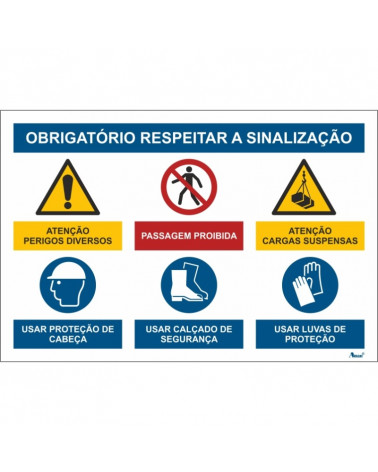 OBRIGATÓRIO RESPEITAR A SINALIZAÇÃO
ATENÇÃO
PERIGOS DIVERSOS
PASSAGEM PROIBIDA
ATENÇÃO
CARGAS SUSPENSAS
USAR PROTEÇÃO DE
CABEÇA
USAR CALÇADO DE
SEGURANÇA
USAR LUVAS DE
PROTEÇÃO